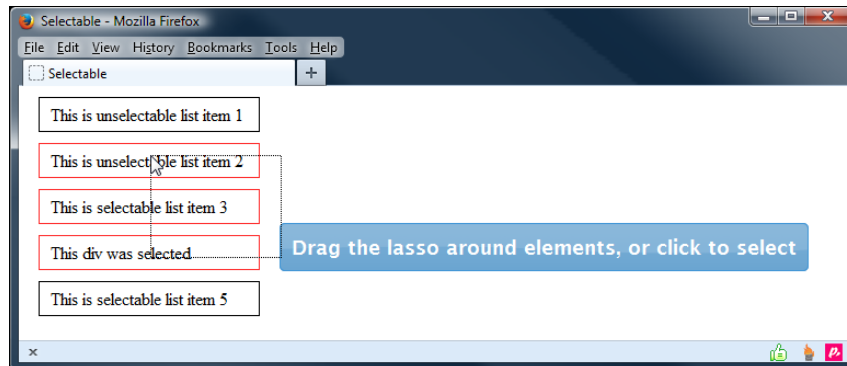 Selectable - Mozilla Firefox
File Edit View History Bookmarks Tools Help
Selectable +
This is unselectable list item 1
This is unselectable list item 2
This is selectable list item 3
This div was selected
Drag the lasso around elements, or click to select
This is selectable list item 5
x